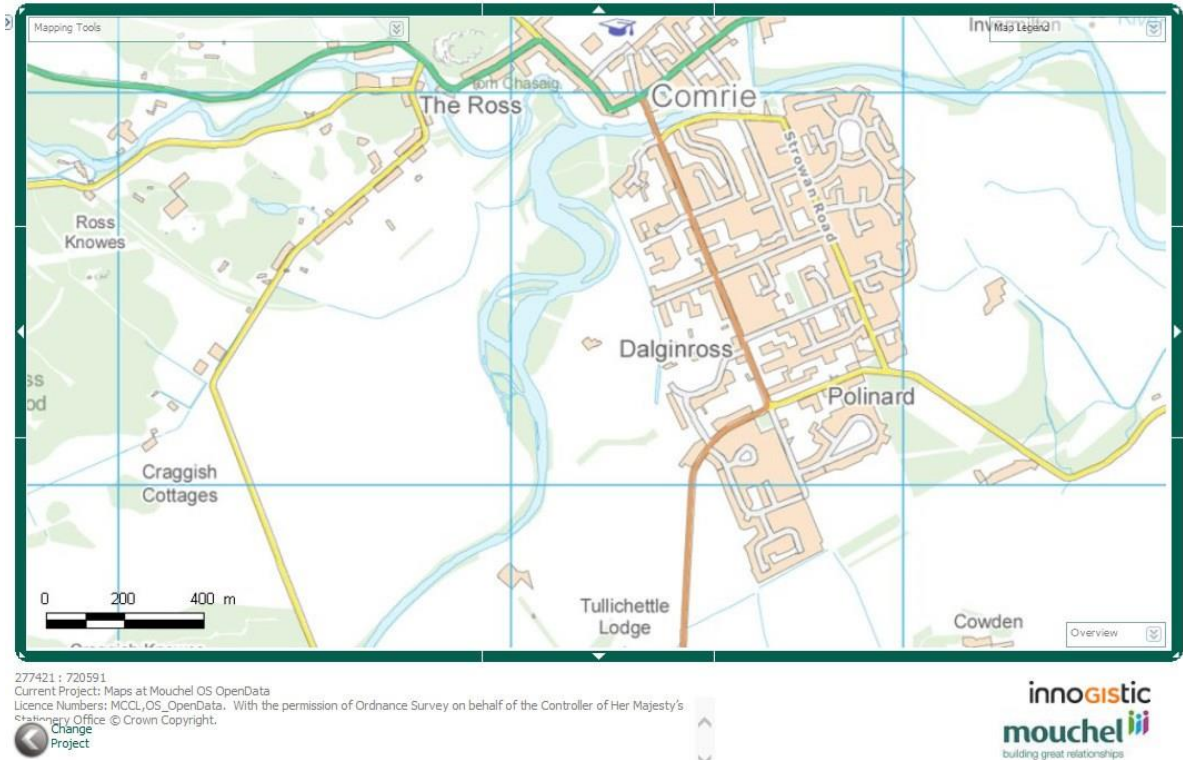 Mapping Tools
Map Legend
Tom Chasaig
The Ross
Comrie
Strowan Road
Ross
Knowes
Dalginross
Polinard
Craggish
Cottages
0 200 400 m
Tullichettle
Lodge
Cowden
Overview
277421 : 720591
Current Project: Maps at Mouchel OS OpenData
Licence Numbers: MCCL,OS_OpenData. With the permission of Ordnance Survey on behalf of the Controller of Her Majesty's
Stationery Office © Crown Copyright.
Change
Project
innogistic
mouchel
building great relationships